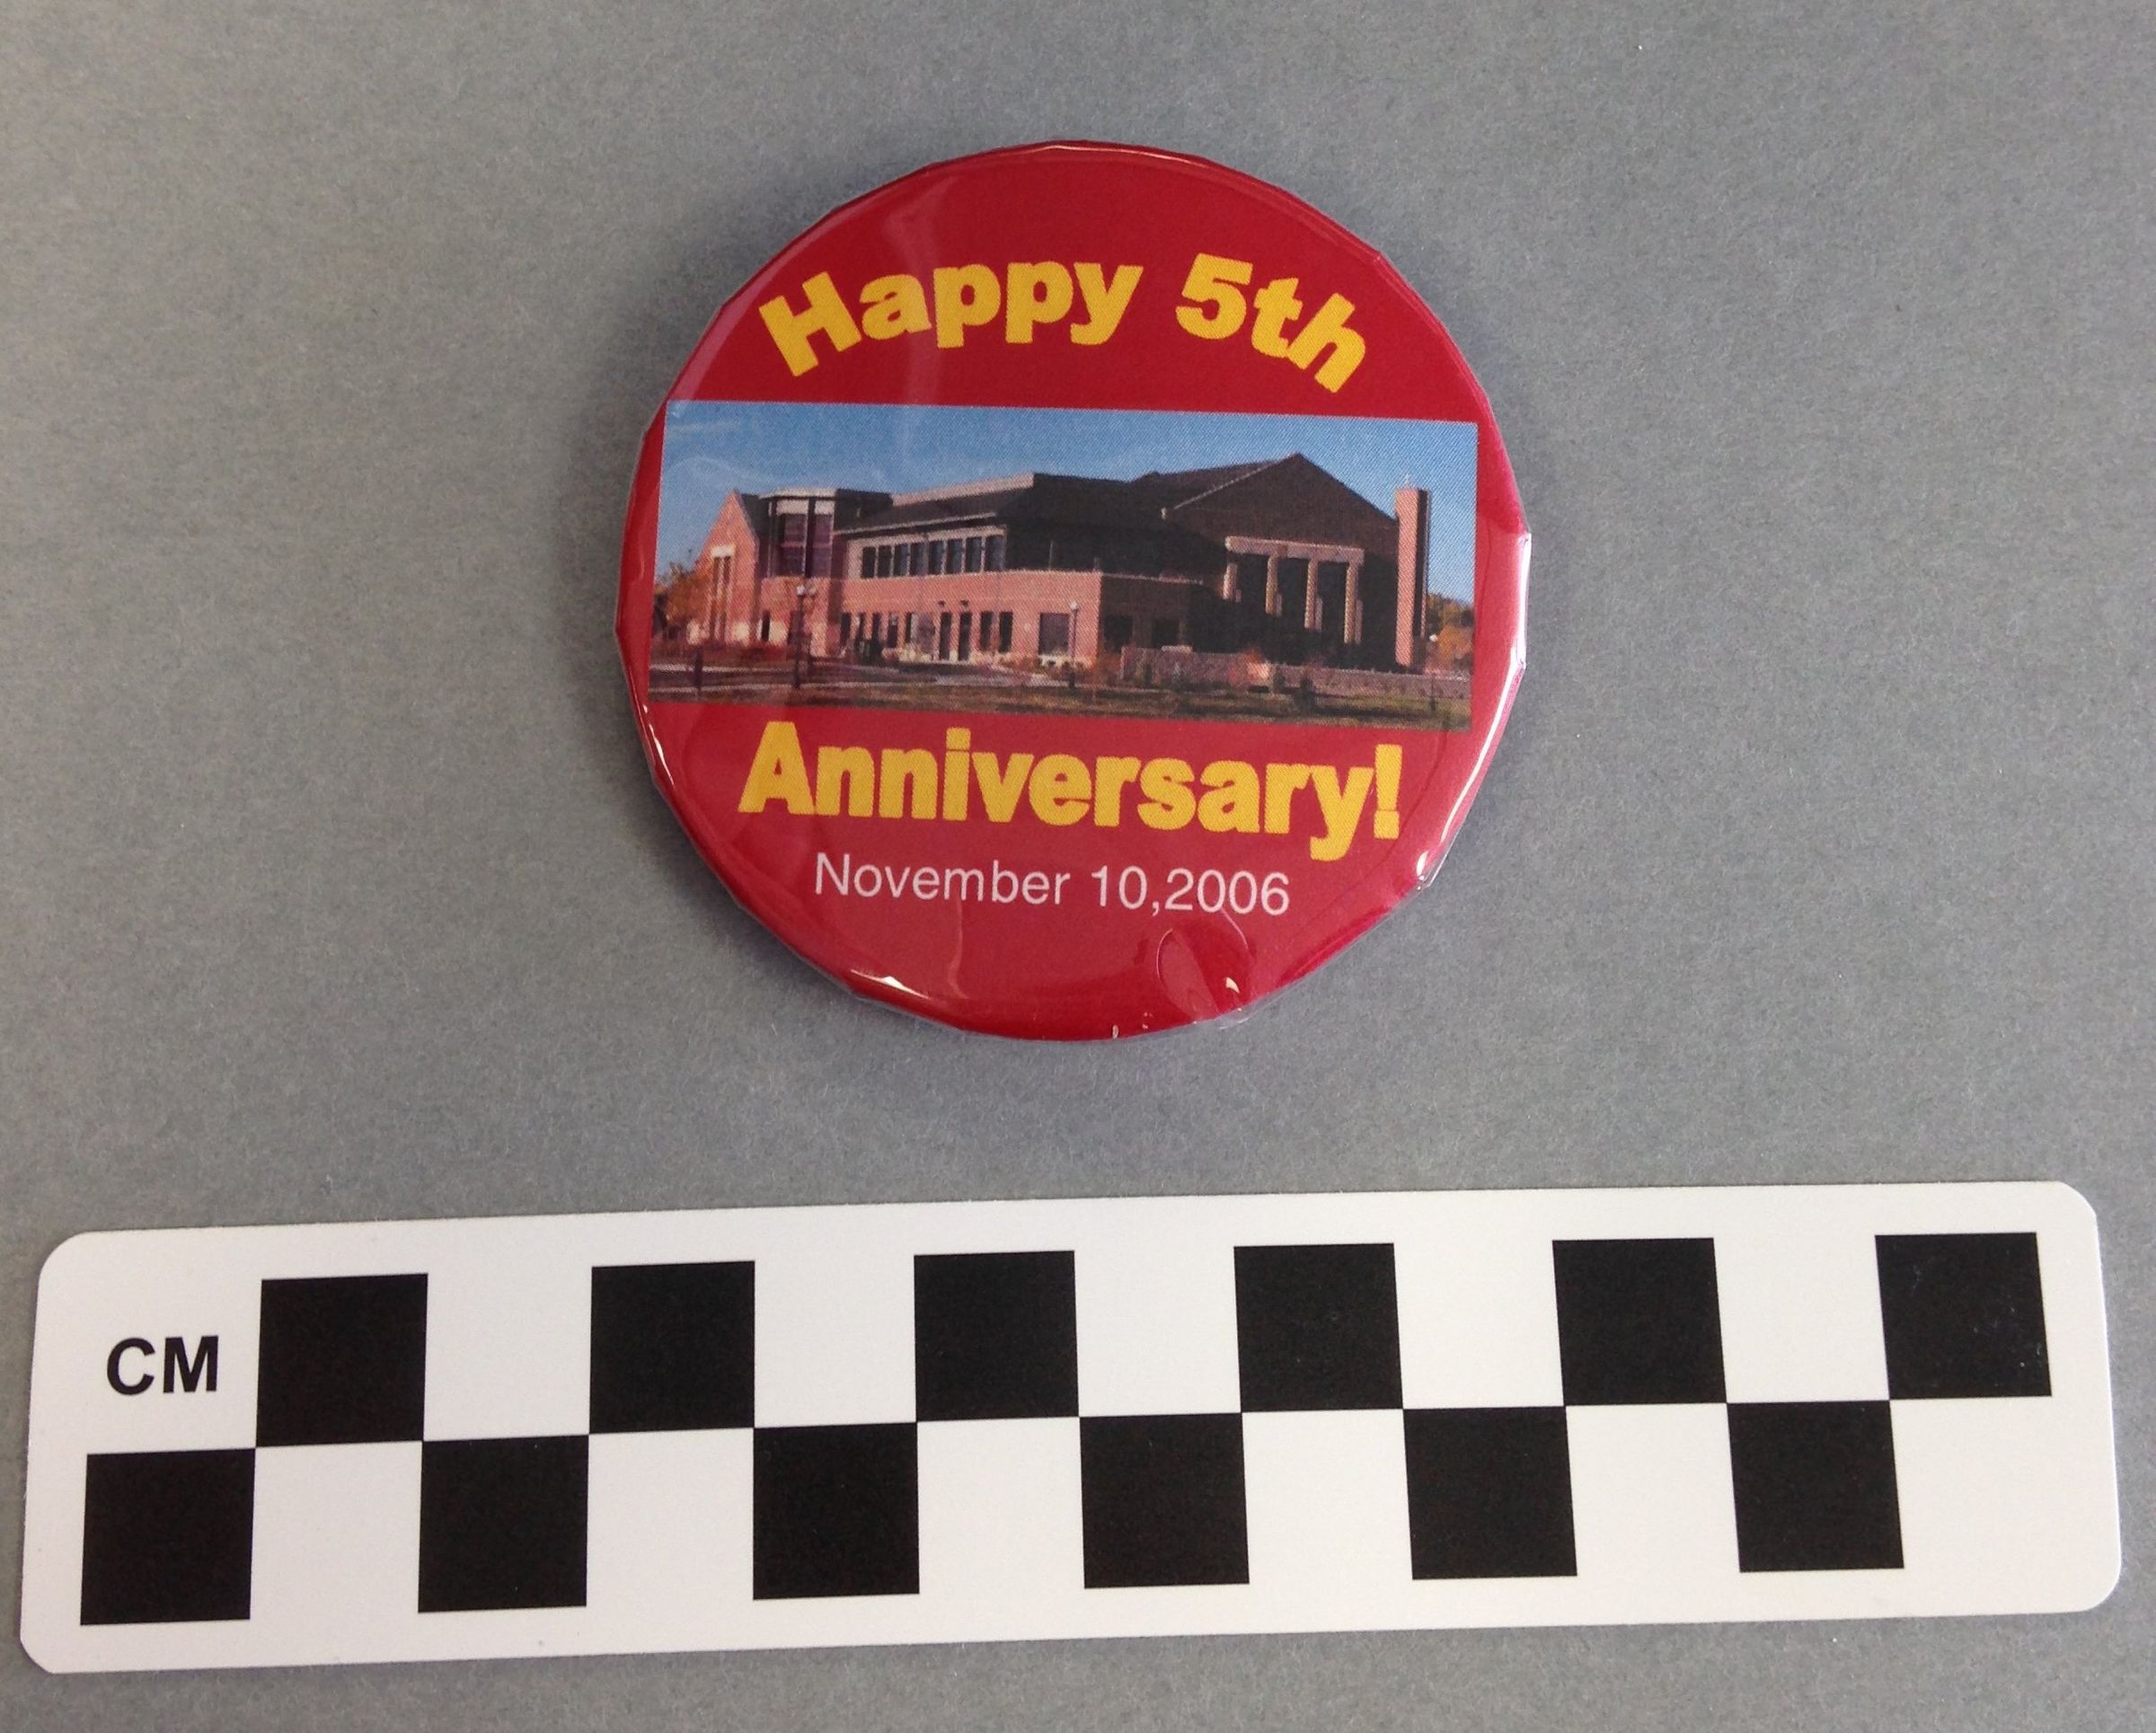 Happy 5th
Anniversary!
November 10,2006
CM